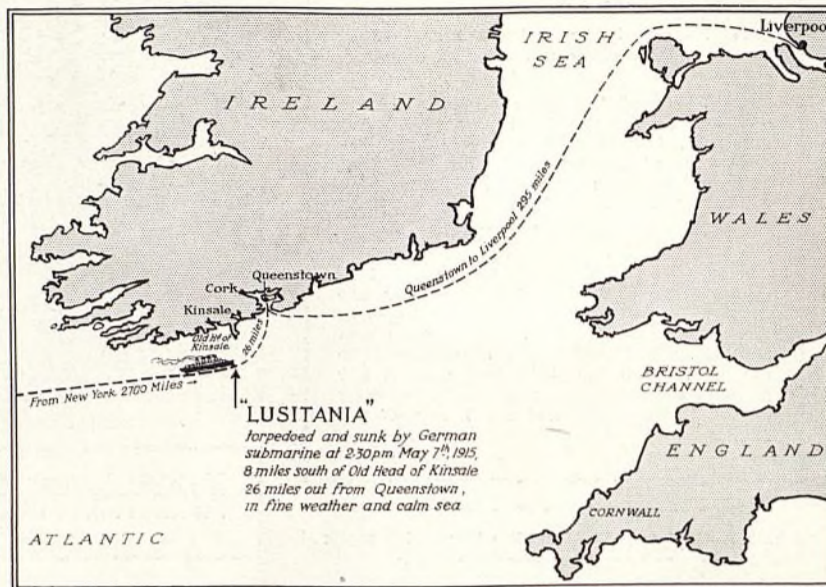 Liverpool
IRISH
SEA
IRELAND
WALES
Queenstown to Liverpool 295 miles
Queenstown
Cork
Kinsale
Old Hd of
Kinsale
26 miles
From New York 2700 Miles →
"LUSITANIA"
torpedoed and sunk by German
submarine at 2·30 p.m. May 7th, 1915,
8 miles south of Old Head of Kinsale
26 miles out from Queenstown,
in fine weather and calm sea
BRISTOL
CHANNEL
ENGLAND
CORNWALL
ATLANTIC